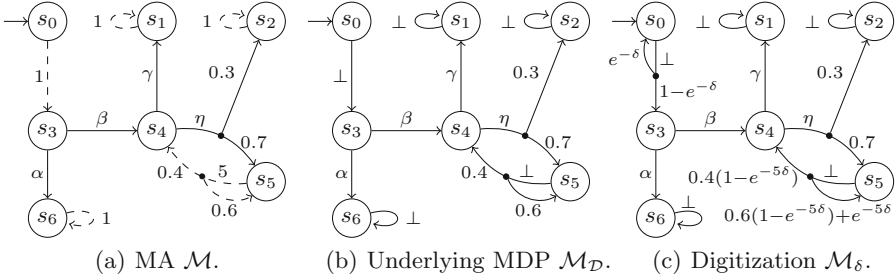 s₀ s₁ s₂ s₃ s₄ s₅ s₆
1 1 1 1 α β γ η 0.3 0.7 0.4 5 0.6
(a) MA ℳ.
s₀ s₁ s₂ s₃ s₄ s₅ s₆
⊥ ⊥ ⊥ ⊥ ⊥ α β γ η 0.3 0.7 0.4 0.6
(b) Underlying MDP ℳ_𝒟.
s₀ s₁ s₂ s₃ s₄ s₅ s₆
⊥ ⊥ ⊥ ⊥ ⊥ e^{−δ} 1−e^{−δ} α β γ η 0.3 0.7
0.4(1−e^{−5δ})
0.6(1−e^{−5δ})+e^{−5δ}
(c) Digitization ℳ_δ.